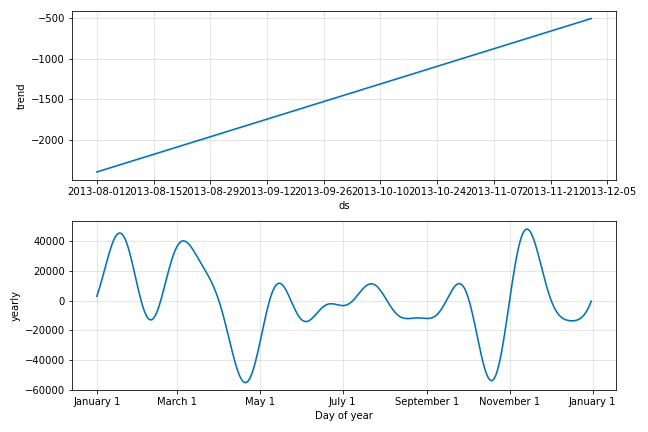 −500
−1000
−1500
−2000
trend
2013-08-01 2013-08-15 2013-08-29 2013-09-12 2013-09-26 2013-10-10 2013-10-24 2013-11-07 2013-11-21 2013-12-05
ds
40000
20000
0
−20000
−40000
−60000
yearly
January 1 March 1 May 1 July 1 September 1 November 1 January 1
Day of year